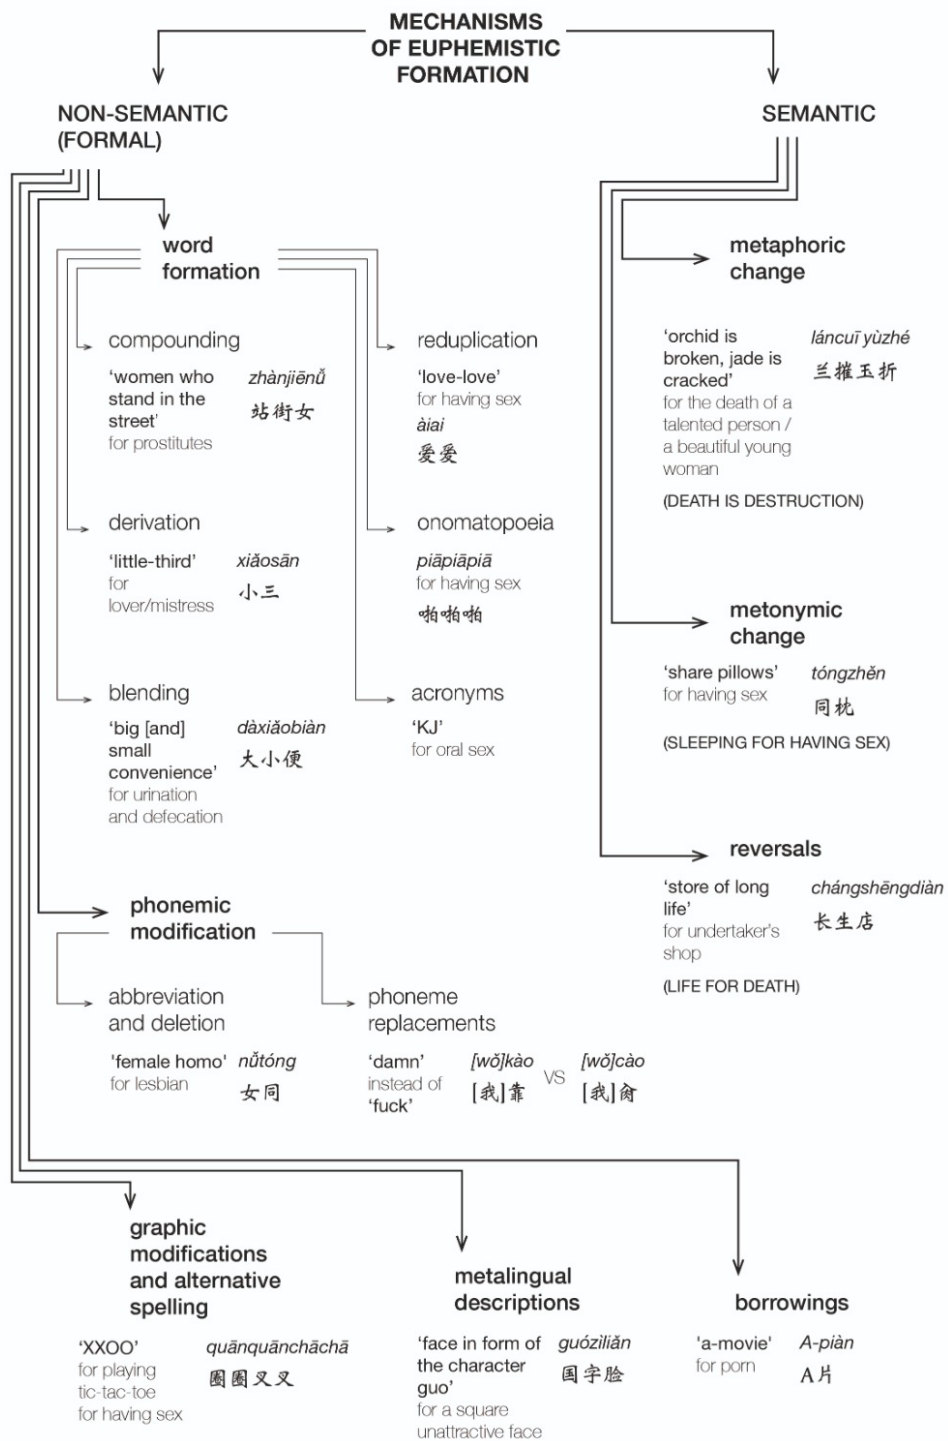 MECHANISMS
OF EUPHEMISTIC
FORMATION
NON-SEMANTIC
(FORMAL)
SEMANTIC
word
formation
compounding
'women who
stand in the
street'
for prostitutes
zhànjiēnǚ
站街女
reduplication
'love-love'
for having sex
àiai
爱爱
derivation
'little-third'
for
lover/mistress
xiǎosān
小三
onomatopoeia
piāpiāpiā
for having sex
啪啪啪
blending
'big [and]
small
convenience'
for urination
and defecation
dàxiǎobiàn
大小便
acronyms
'KJ'
for oral sex
phonemic
modification
abbreviation
and deletion
'female homo'
for lesbian
nǚtóng
女同
phoneme
replacements
'damn'
instead of
'fuck'
[wǒ]kào
[我]靠
VS
[wǒ]cào
[我]肏
metaphoric
change
'orchid is
broken, jade is
cracked'
for the death of a
talented person /
a beautiful young
woman
láncuī yùzhé
兰摧玉折
(DEATH IS DESTRUCTION)
metonymic
change
'share pillows'
for having sex
tóngzhěn
同枕
(SLEEPING FOR HAVING SEX)
reversals
'store of long
life'
for undertaker's
shop
chángshēngdiàn
长生店
(LIFE FOR DEATH)
graphic
modifications
and alternative
spelling
'XXOO'
for playing
tic-tac-toe
for having sex
quānquānchāchā
圈圈叉叉
metalingual
descriptions
'face in form of
the character
guo'
for a square
unattractive face
guózìliǎn
国字脸
borrowings
'a-movie'
for porn
A-piàn
A片